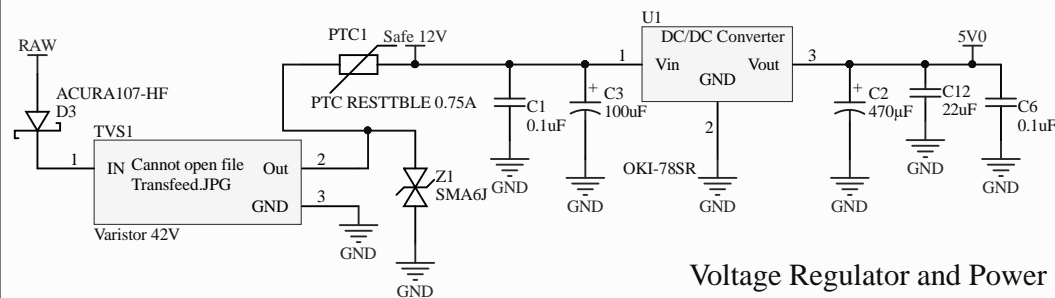 RAW
ACURA107-HF
D3
TVS1
1
IN
Cannot open file
Transfeed.JPG
Out
2
GND
3
Varistor 42V
GND
PTC1
Safe 12V
PTC RESTTBLE 0.75A
Z1
SMA6J
GND
C1
0.1uF
GND
+
C3
100uF
GND
U1
DC/DC Converter
1
Vin
GND
Vout
3
2
OKI-78SR
GND
+
C2
470µF
GND
C12
22uF
GND
5V0
C6
0.1uF
GND
Voltage Regulator and Power